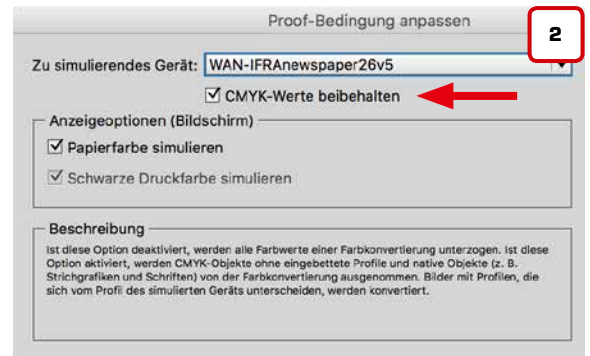 Proof-Bedingung anpassen
2
Zu simulierendes Gerät: WAN-IFRAnewspaper26v5
CMYK-Werte beibehalten
Anzeigeoptionen (Bildschirm)
Papierfarbe simulieren
Schwarze Druckfarbe simulieren
Beschreibung
Ist diese Option deaktiviert, werden alle Farbwerte einer Farbkonvertierung unterzogen. Ist diese
Option aktiviert, werden CMYK-Objekte ohne eingebettete Profile und native Objekte (z. B.
Strichgrafiken und Schriften) von der Farbkonvertierung ausgenommen. Bilder mit Profilen, die
sich vom Profil des simulierten Geräts unterscheiden, werden konvertiert.